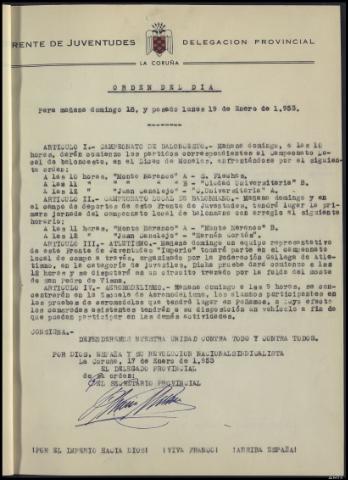 FRENTE DE JUVENTUDES DELEGACION PROVINCIAL
LA CORUÑA
ORDEN DEL DIA
Para mañana domingo 18, y pasado lunes 19 de Enero de 1.953.
ARTICULO I.- CAMPEONATO DE BALONCESTO.- Mañana domingo, a las 10
horas, darán comienzo los partidos correspondientes al Campeonato Lo-
cal de baloncesto, en el Liceo de Monelos, enfrentándose por el siguien-
te orden:
A las 10 horas, "Monte Naranco" A - S.
A las 11 " " " B - "Ciudad Universitaria" B.
A las 12 " "Juan Canalejo" - "C. Universitaria" A.
ARTICULO II.- CAMPEONATO LOCAL DE BALONMANO.- Mañana domingo y en
el campo de deportes de este Frente de Juventudes, tendrá lugar la pri-
mera jornada del campeonato local de balonmano con arreglo al siguiente
horario:
A las 11 horas "Monte Naranco" A. - "Monte Naranco" B.
A las 12 " "Juan Canalejo" - "Hernán Cortés".
ARTICULO III.- ATLETISMO.- Mañana domingo un equipo representativo
de este Frente de Juventudes "Imperio" tomará parte en el campeonato
local de campo a través, organizado por la Federación Gallega de Atle-
tismo, en la categoría de juveniles. Dicha prueba dará comienzo a las
12 horas y se disputará en un circuito trazado por la falda del monte
de San Pedro de Visma.
ARTICULO IV.- AEROMODELISMO.- Mañana domingo a las 9 horas, se con-
centrarán en la Escuela de Aeromodelismo, los alumnos participantes en
las pruebas de aeromodelos que tendrá lugar en a cuyo efecto
los camaradas asistentes tendrán a su disposición un vehículo a fin de
que puedan participar en las demás actividades.
CONSIGNA.-
DEFENDEREMOS NUESTRA UNIDAD CONTRA TODO Y CONTRA TODOS.
POR DIOS, ESPAÑA Y SU REVOLUCION NACIONALSINDICALISTA
La Coruña, 17 de Enero de 1.953
EL DELEGADO PROVINCIAL
de su orden:
EL SECRETARIO PROVINCIAL
¡POR EL IMPERIO HACIA DIOS! ¡VIVA FRANCO! ¡ARRIBA ESPAÑA!